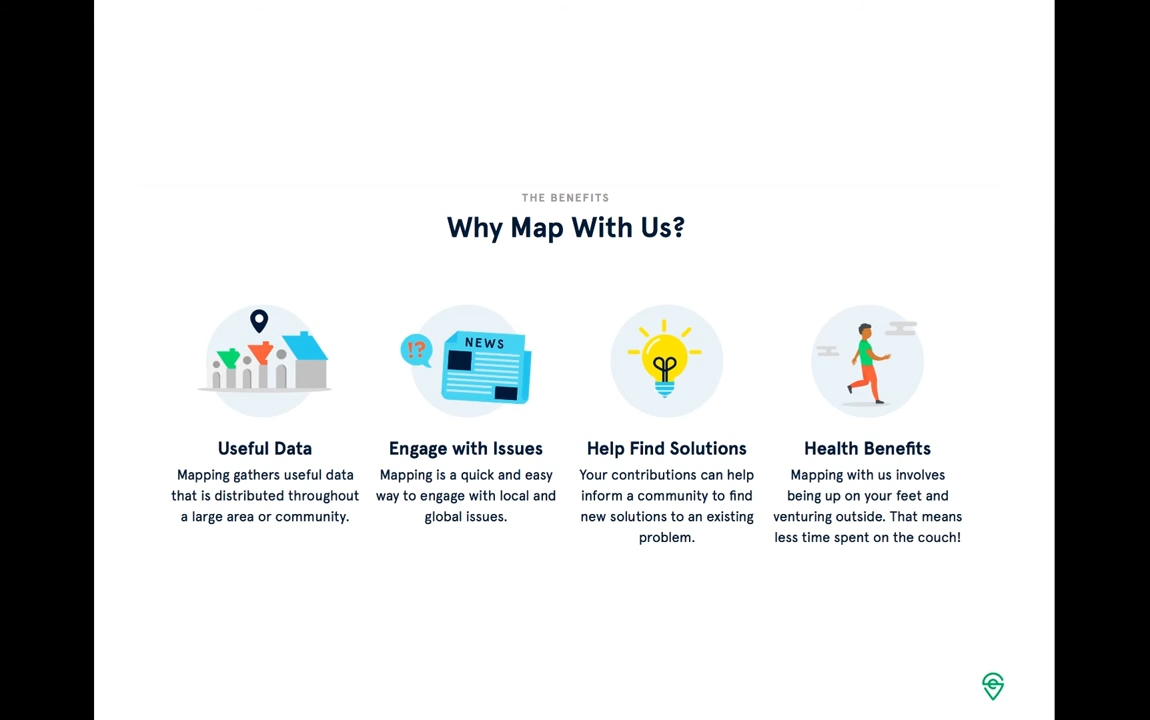 THE BENEFITS
Why Map With Us?
!?
NEWS
Useful Data
Mapping gathers useful data
that is distributed throughout
a large area or community.
Engage with Issues
Mapping is a quick and easy
way to engage with local and
global issues.
Help Find Solutions
Your contributions can help
inform a community to find
new solutions to an existing
problem.
Health Benefits
Mapping with us involves
being up on your feet and
venturing outside. That means
less time spent on the couch!